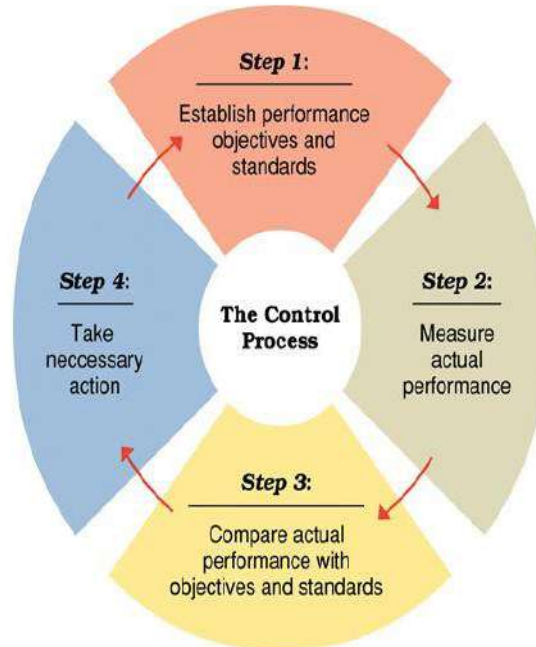 Step 1:
Establish performance
objectives and
standards
Step 2:
Measure
actual
performance
Step 3:
Compare actual
performance with
objectives and standards
Step 4:
Take
neccessary
action
The Control
Process